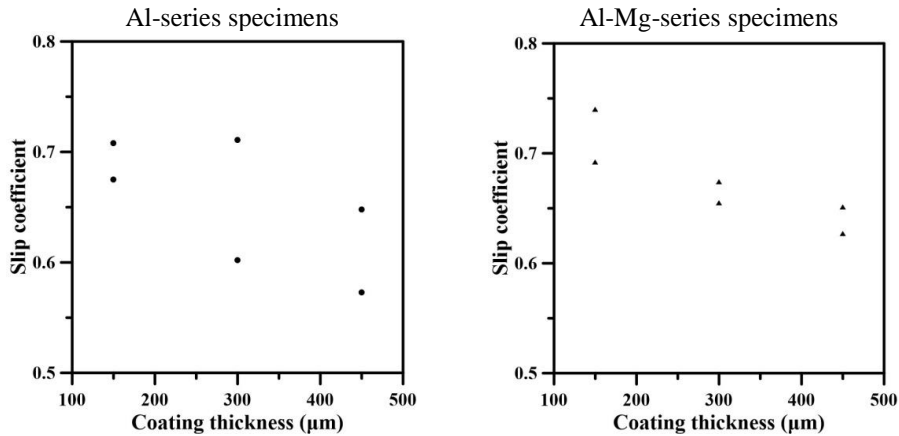 Al-series specimens
0.8
0.7
0.6
0.5
Slip coefficient
100 200 300 400 500
Coating thickness (μm)
Al-Mg-series specimens
0.8
0.7
0.6
0.5
Slip coefficient
100 200 300 400 500
Coating thickness (μm)